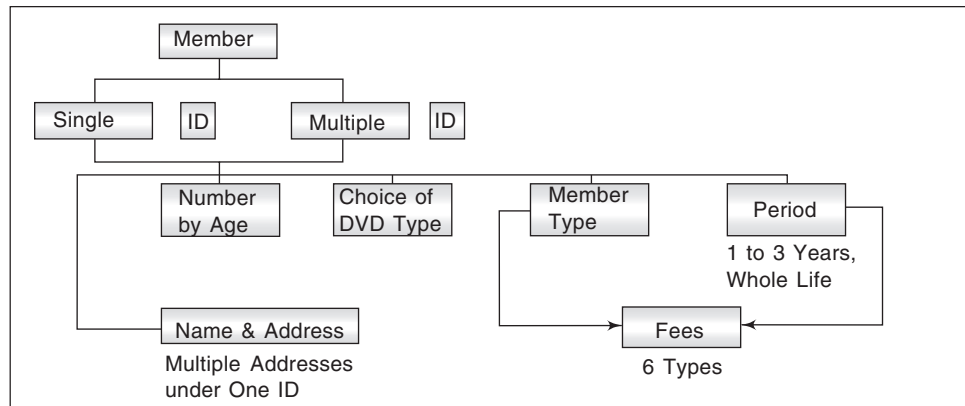 Member
Single
ID
Multiple
ID
Number
by Age
Choice of
DVD Type
Member
Type
Period
1 to 3 Years,
Whole Life
Name & Address
Multiple Addresses
under One ID
Fees
6 Types